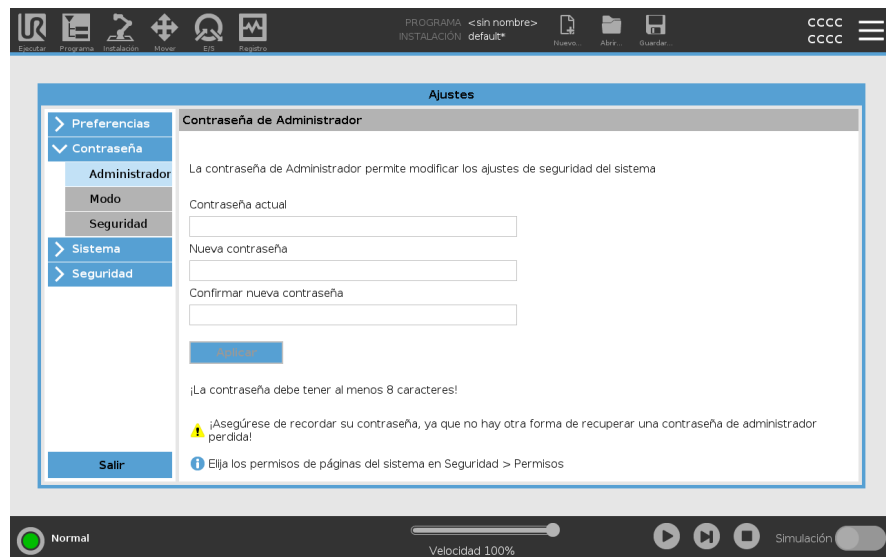 PROGRAMA <sin nombre>
INSTALACIÓN default*
CCCC
CCCC
Ejecutar Programa Instalación Mover E/S Registro
Nuevo... Abrir... Guardar...
Ajustes
Preferencias
Contraseña
Administrador
Modo
Seguridad
Sistema
Seguridad
Salir
Contraseña de Administrador
La contraseña de Administrador permite modificar los ajustes de seguridad del sistema
Contraseña actual
Nueva contraseña
Confirmar nueva contraseña
Aplicar
¡La contraseña debe tener al menos 8 caracteres!
¡Asegúrese de recordar su contraseña, ya que no hay otra forma de recuperar una contraseña de administrador
perdida!
Elija los permisos de páginas del sistema en Seguridad > Permisos
Normal
Velocidad 100%
Simulación